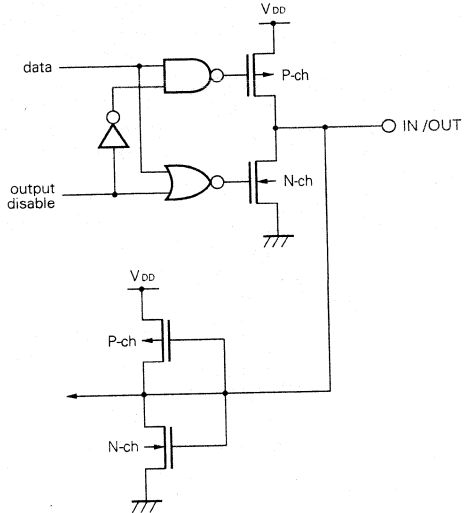 VDD
data
P-ch
IN/OUT
output
disable
N-ch
VDD
P-ch
N-ch